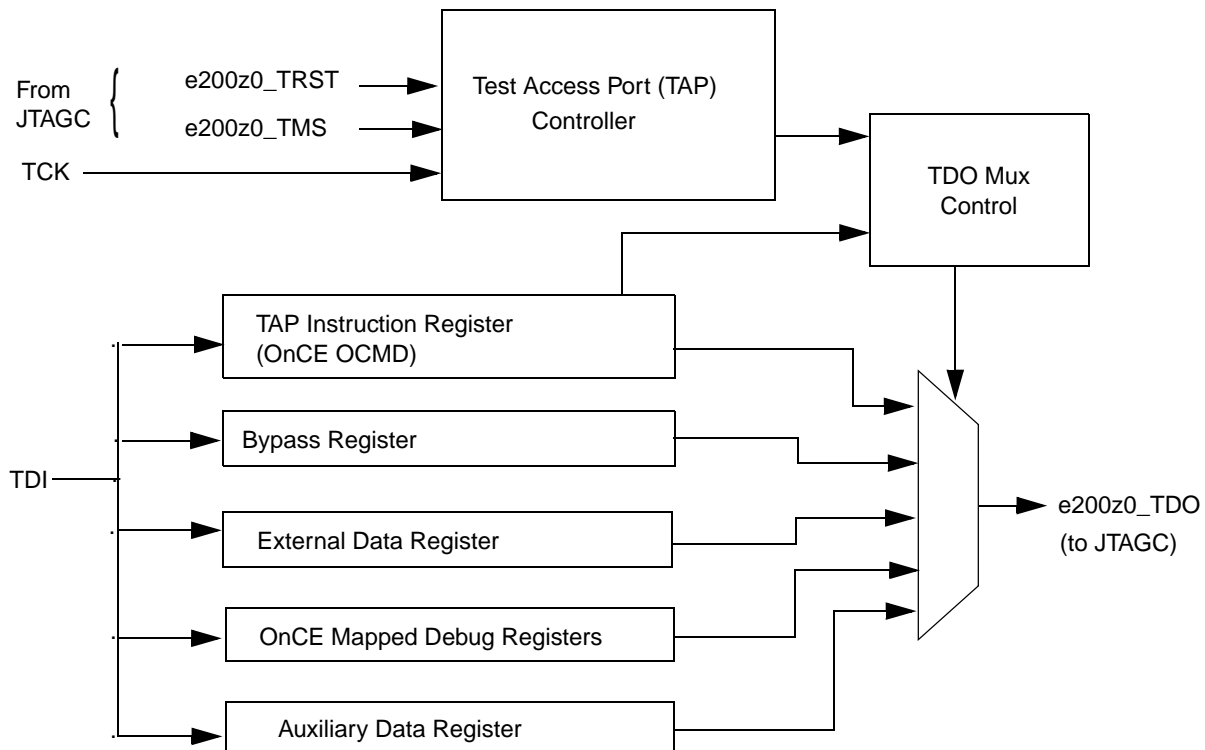 From
JTAGC
e200z0_TRST
e200z0_TMS
TCK
Test Access Port (TAP)
Controller
TDO Mux
Control
TAP Instruction Register
(OnCE OCMD)
Bypass Register
TDI
External Data Register
OnCE Mapped Debug Registers
Auxiliary Data Register
e200z0_TDO
(to JTAGC)